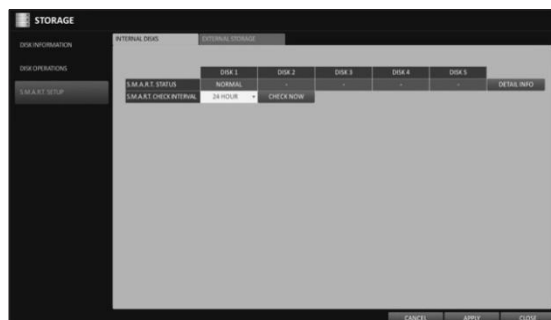 STORAGE
DISK INFORMATION
DISK OPERATIONS
S.M.A.R.T. SETUP
INTERNAL DISKS EXTERNAL STORAGE
DISK 1 DISK 2 DISK 3 DISK 4 DISK 5
S.M.A.R.T. STATUS NORMAL - - - - DETAIL INFO
S.M.A.R.T. CHECK INTERVAL 24 HOUR CHECK NOW
CANCEL APPLY CLOSE